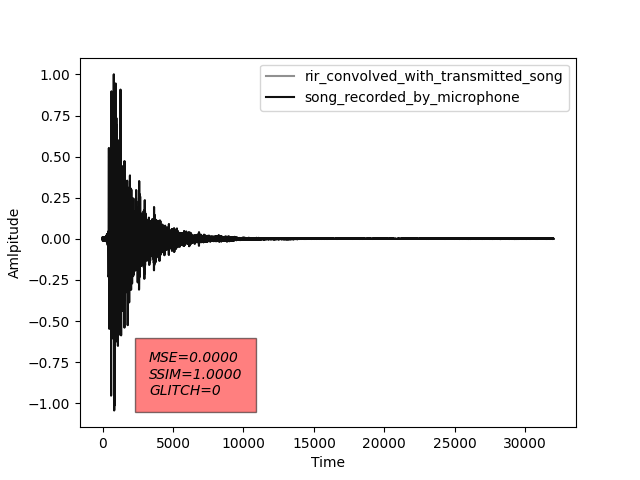 rir_convolved_with_transmitted_song
song_recorded_by_microphone
1.00
0.75
0.50
0.25
0.00
−0.25
−0.50
−0.75
−1.00
Amlpitude
MSE=0.0000
SSIM=1.0000
GLITCH=0
0 5000 10000 15000 20000 25000 30000
Time